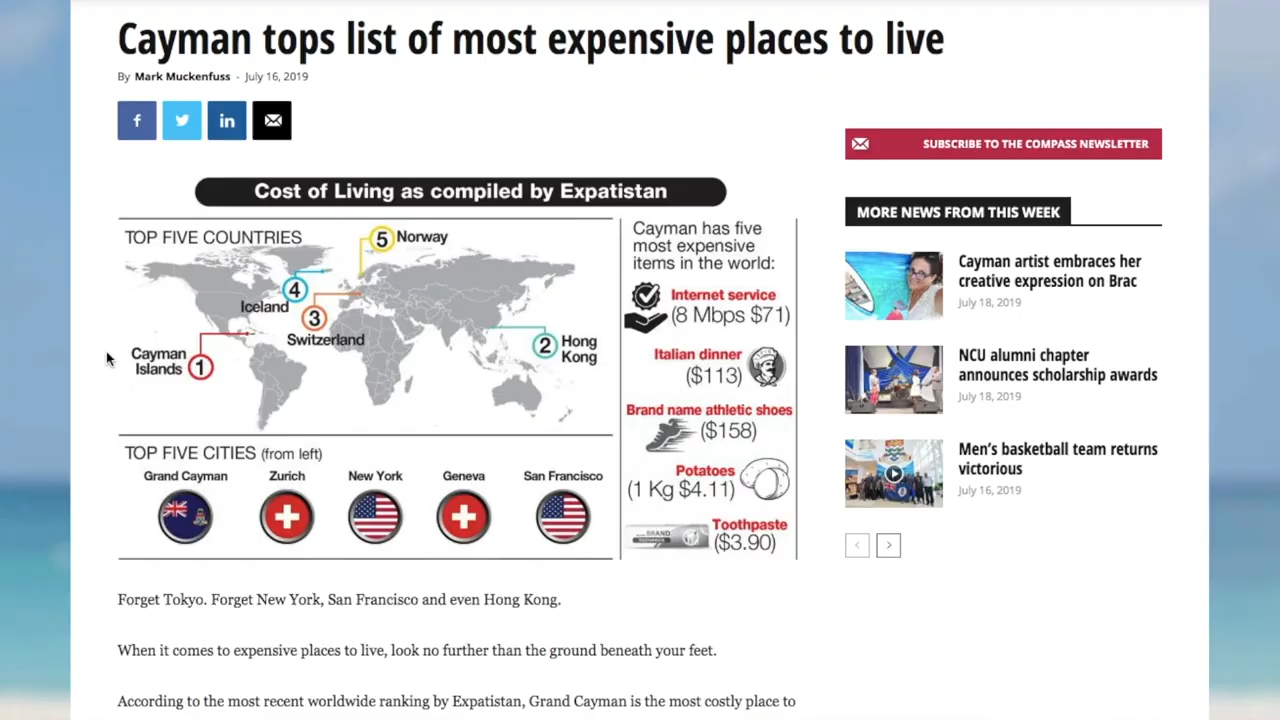 Cayman tops list of most expensive places to live
By Mark Muckenfuss - July 16, 2019
f
in
SUBSCRIBE TO THE COMPASS NEWSLETTER
Cost of Living as compiled by Expatistan
TOP FIVE COUNTRIES
5 Norway
4
Iceland
3
Switzerland
Cayman
Islands 1
2 Hong
Kong
TOP FIVE CITIES (from left)
Grand Cayman
Zurich
New York
Geneva
San Francisco
Cayman has five
most expensive
items in the world:
Internet service
(8 Mbps $71)
Italian dinner
($113)
Brand name athletic shoes
($158)
Potatoes
(1 Kg $4.11)
BRAND
Toothpaste
($3.90)
MORE NEWS FROM THIS WEEK
Cayman artist embraces her
creative expression on Brac
July 18, 2019
NCU alumni chapter
announces scholarship awards
July 18, 2019
Men’s basketball team returns
victorious
July 16, 2019
Forget Tokyo. Forget New York, San Francisco and even Hong Kong.
When it comes to expensive places to live, look no further than the ground beneath your feet.
According to the most recent worldwide ranking by Expatistan, Grand Cayman is the most costly place to